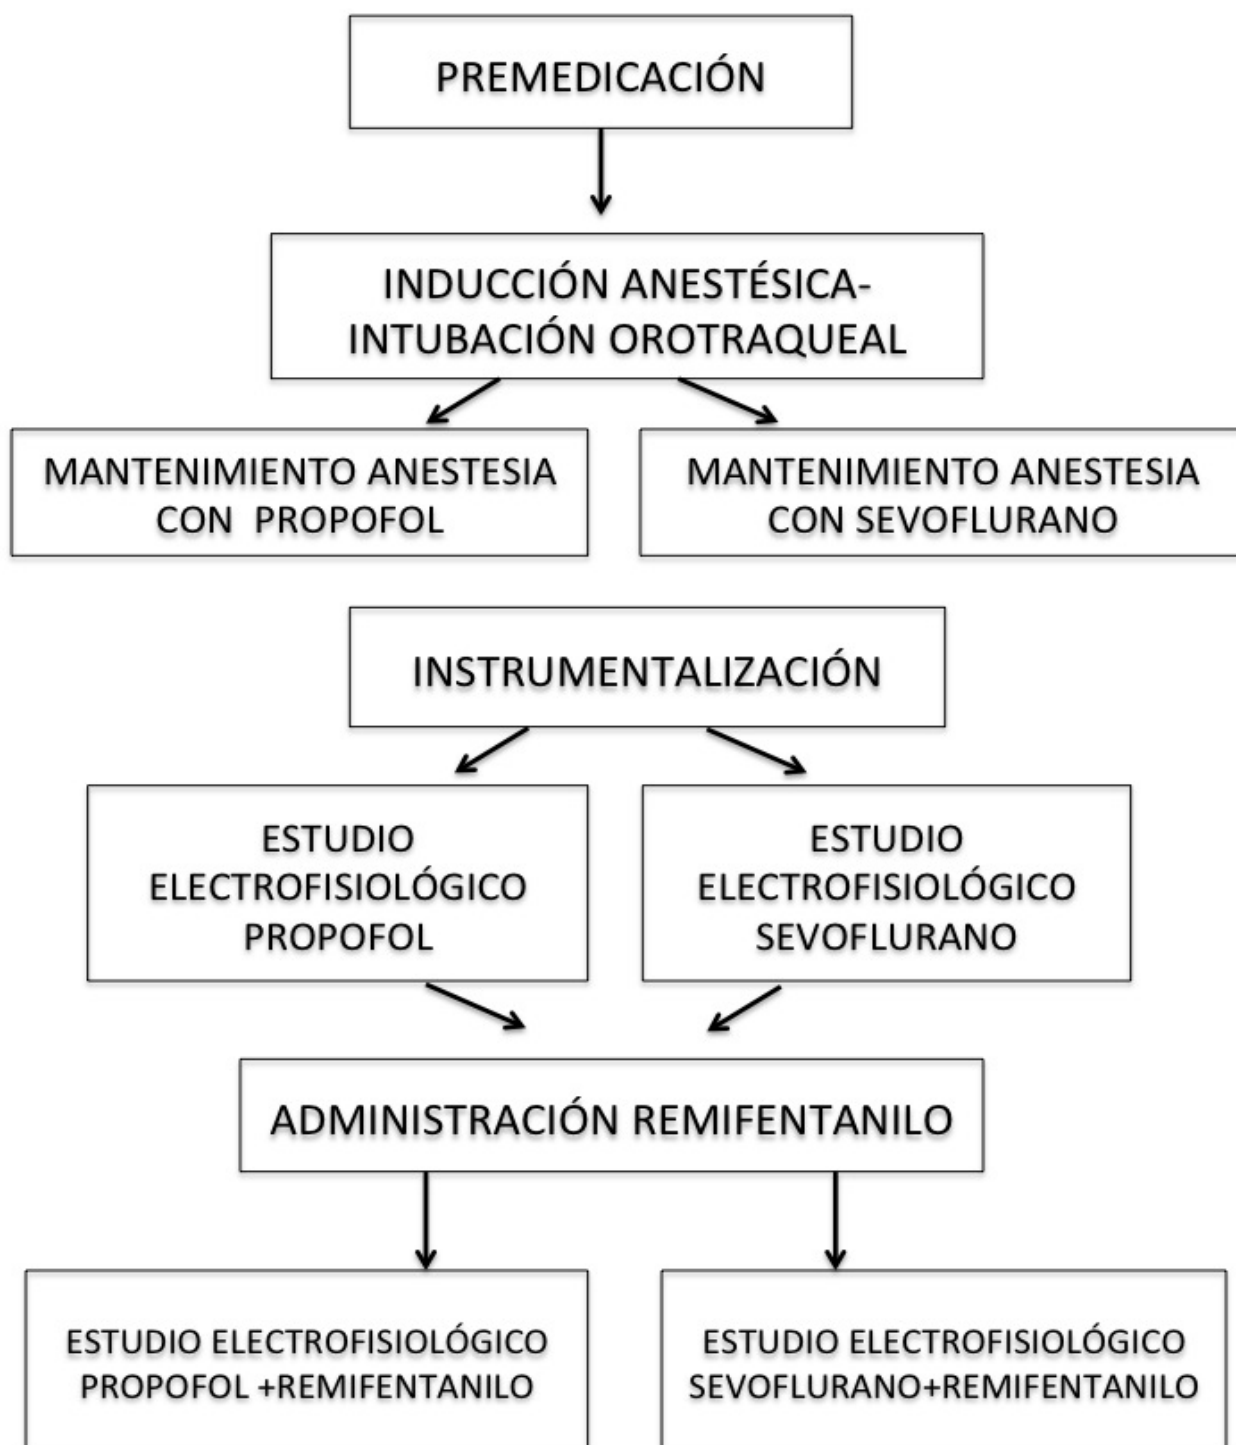 PREMEDICACIÓN
INDUCCIÓN ANESTÉSICA-
INTUBACIÓN OROTRAQUEAL
MANTENIMIENTO ANESTESIA
CON PROPOFOL
MANTENIMIENTO ANESTESIA
CON SEVOFLURANO
INSTRUMENTALIZACIÓN
ESTUDIO
ELECTROFISIOLÓGICO
PROPOFOL
ESTUDIO
ELECTROFISIOLÓGICO
SEVOFLURANO
ADMINISTRACIÓN REMIFENTANILO
ESTUDIO ELECTROFISIOLÓGICO
PROPOFOL +REMIFENTANILO
ESTUDIO ELECTROFISIOLÓGICO
SEVOFLURANO+REMIFENTANILO